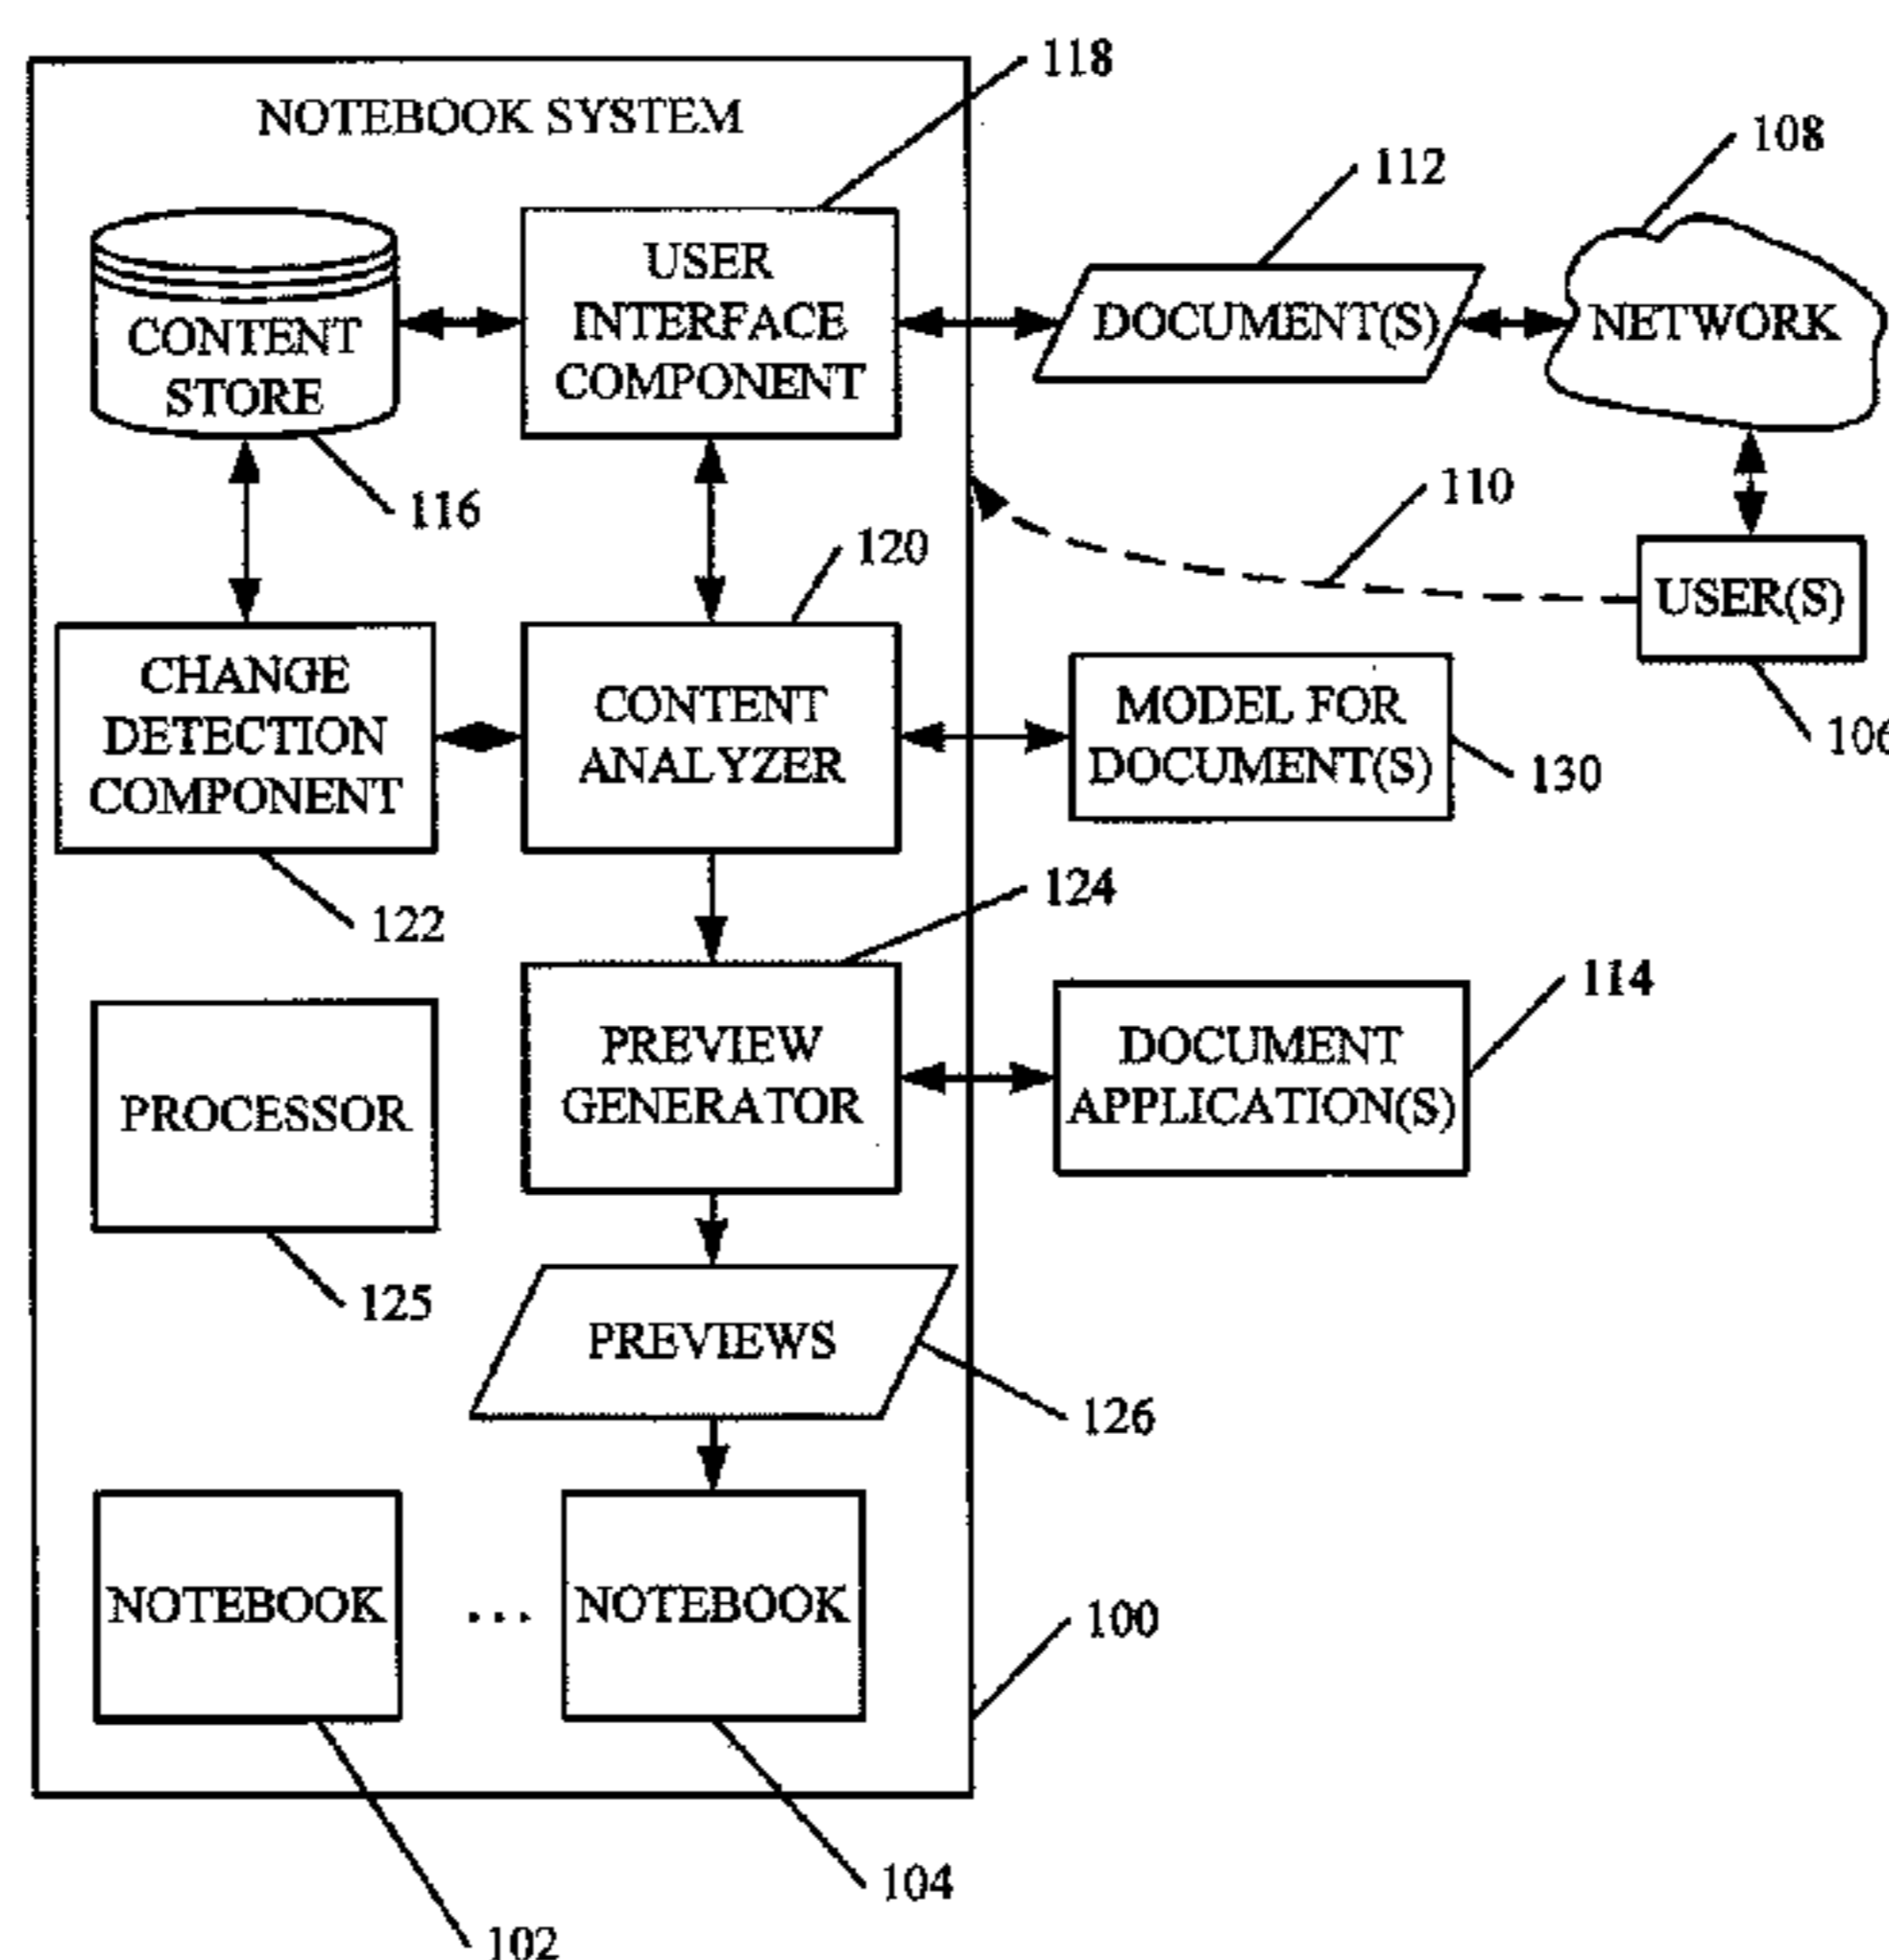 118
NOTEBOOK SYSTEM
108
112
USER
INTERFACE
COMPONENT
CONTENT
STORE
DOCUMENT(S)
NETWORK
116
110
120
USER(S)
CHANGE
DETECTION
COMPONENT
CONTENT
ANALYZER
MODEL FOR
DOCUMENT(S)
106
130
122
124
114
PREVIEW
GENERATOR
DOCUMENT
APPLICATION(S)
PROCESSOR
125
PREVIEWS
126
NOTEBOOK
...
NOTEBOOK
100
104
102